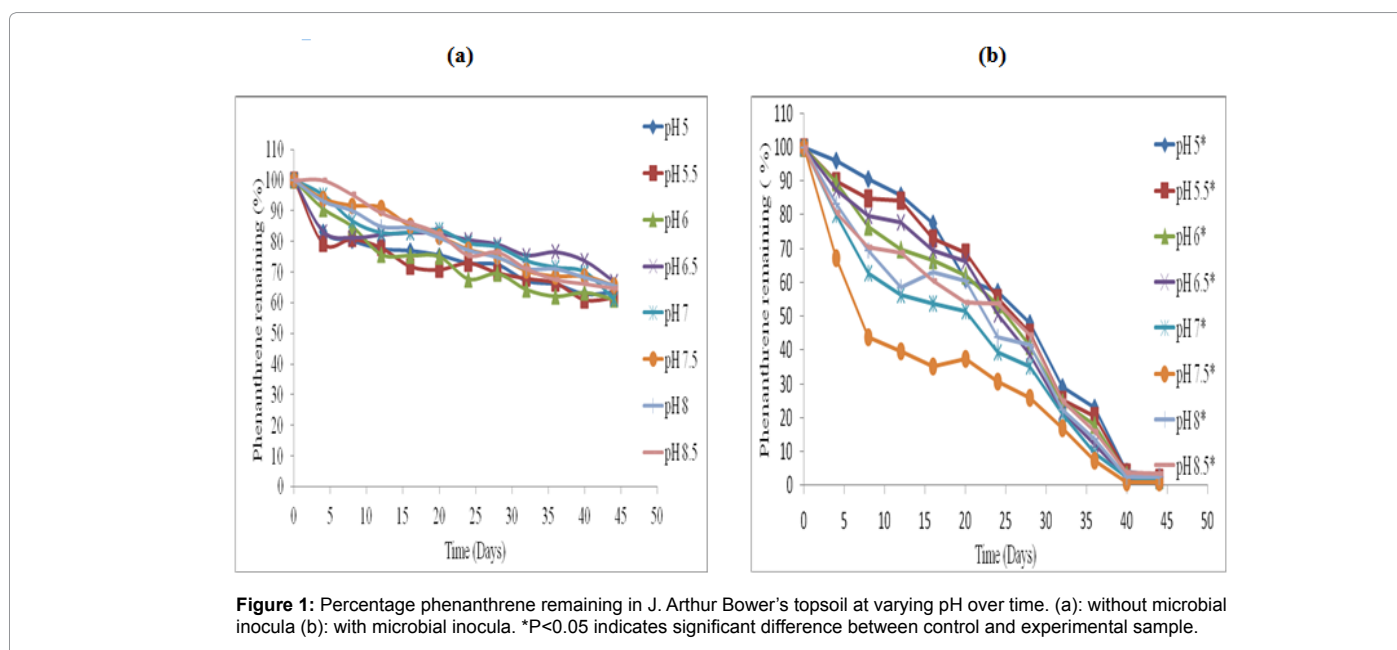 (a)
(b)
Phenanthrene remaining (%)
110
100
90
80
70
60
50
40
30
20
10
0
0 5 10 15 20 25 30 35 40 45 50
Time (Days)
pH 5
pH 5.5
pH 6
pH 6.5
pH 7
pH 7.5
pH 8
pH 8.5
Phenanthrene remaining ( %)
110
100
90
80
70
60
50
40
30
20
10
0
0 5 10 15 20 25 30 35 40 45 50
Time (Days)
pH 5*
pH 5.5*
pH 6*
pH 6.5*
pH 7*
pH 7.5*
pH 8*
pH 8.5*
Figure 1: Percentage phenanthrene remaining in J. Arthur Bower's topsoil at varying pH over time. (a): without microbial
inocula (b): with microbial inocula. *P<0.05 indicates significant difference between control and experimental sample.